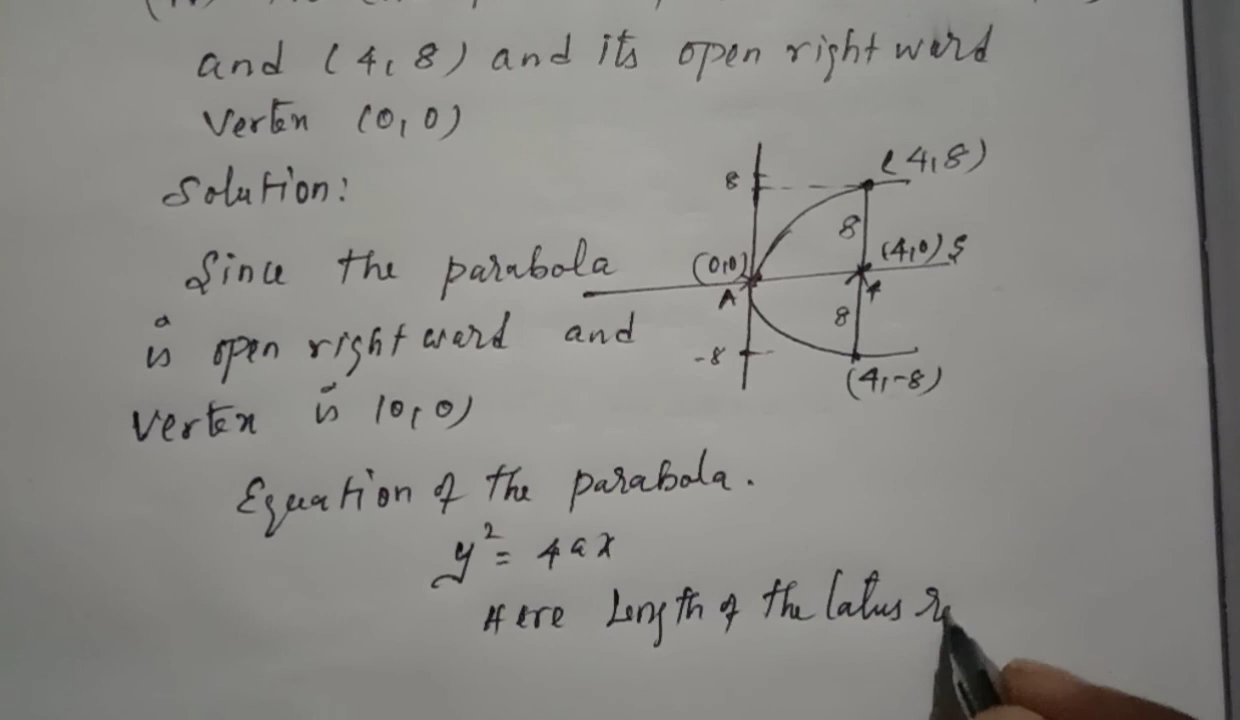 and (4, 8) and its open right ward
Vertex (0, 0)
Solution:
Since the parabola
is open right ward and
Vertex is (0, 0)
8
(4, 8)
8
(0,0)
(4,0) S
A
8
-8
(4, -8)
Equation of the parabola.
y² = 4ax
Here Length of the latus